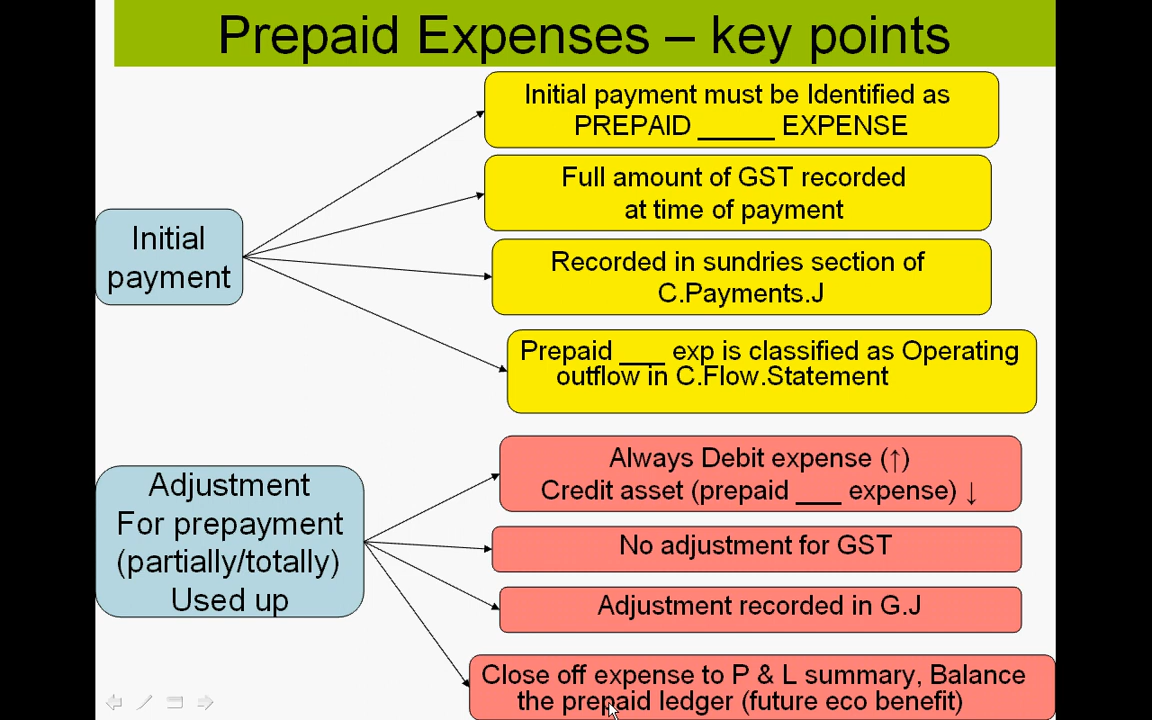 Prepaid Expenses – key points
Initial payment must be Identified as
PREPAID _____ EXPENSE
Full amount of GST recorded
at time of payment
Initial
payment
Recorded in sundries section of
C.Payments.J
Prepaid ___ exp is classified as Operating
outflow in C.Flow.Statement
Adjustment
For prepayment
(partially/totally)
Used up
Always Debit expense (↑)
Credit asset (prepaid ___ expense) ↓
No adjustment for GST
Adjustment recorded in G.J
Close off expense to P & L summary, Balance
the prepaid ledger (future eco benefit)